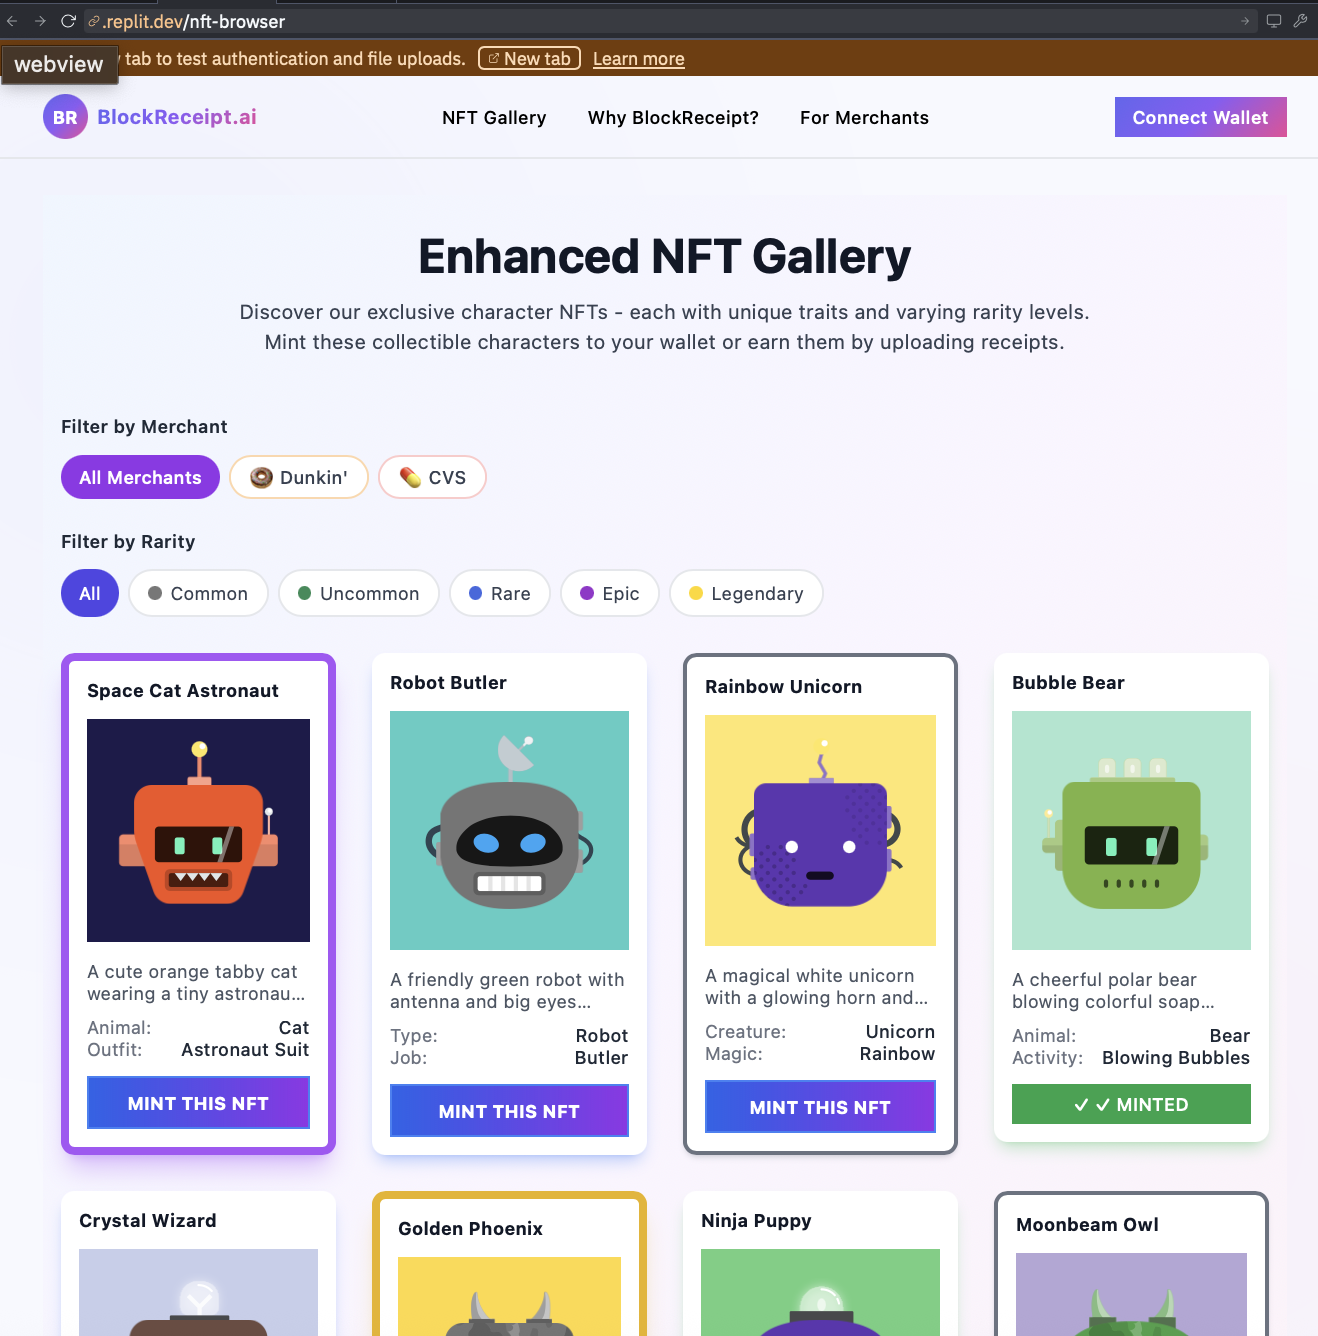 .replit.dev/nft-browser
webview
tab to test authentication and file uploads.
New tab
Learn more
BR
BlockReceipt.ai
NFT Gallery
Why BlockReceipt?
For Merchants
Connect Wallet
Enhanced NFT Gallery
Discover our exclusive character NFTs - each with unique traits and varying rarity levels.
Mint these collectible characters to your wallet or earn them by uploading receipts.
Filter by Merchant
All Merchants
Dunkin'
CVS
Filter by Rarity
All
Common
Uncommon
Rare
Epic
Legendary
Space Cat Astronaut
A cute orange tabby cat
wearing a tiny astronau...
Animal: Cat
Outfit: Astronaut Suit
MINT THIS NFT
Robot Butler
A friendly green robot with
antenna and big eyes...
Type: Robot
Job: Butler
MINT THIS NFT
Rainbow Unicorn
A magical white unicorn
with a glowing horn and...
Creature: Unicorn
Magic: Rainbow
MINT THIS NFT
Bubble Bear
A cheerful polar bear
blowing colorful soap...
Animal: Bear
Activity: Blowing Bubbles
✓ ✓ MINTED
Crystal Wizard
Golden Phoenix
Ninja Puppy
Moonbeam Owl